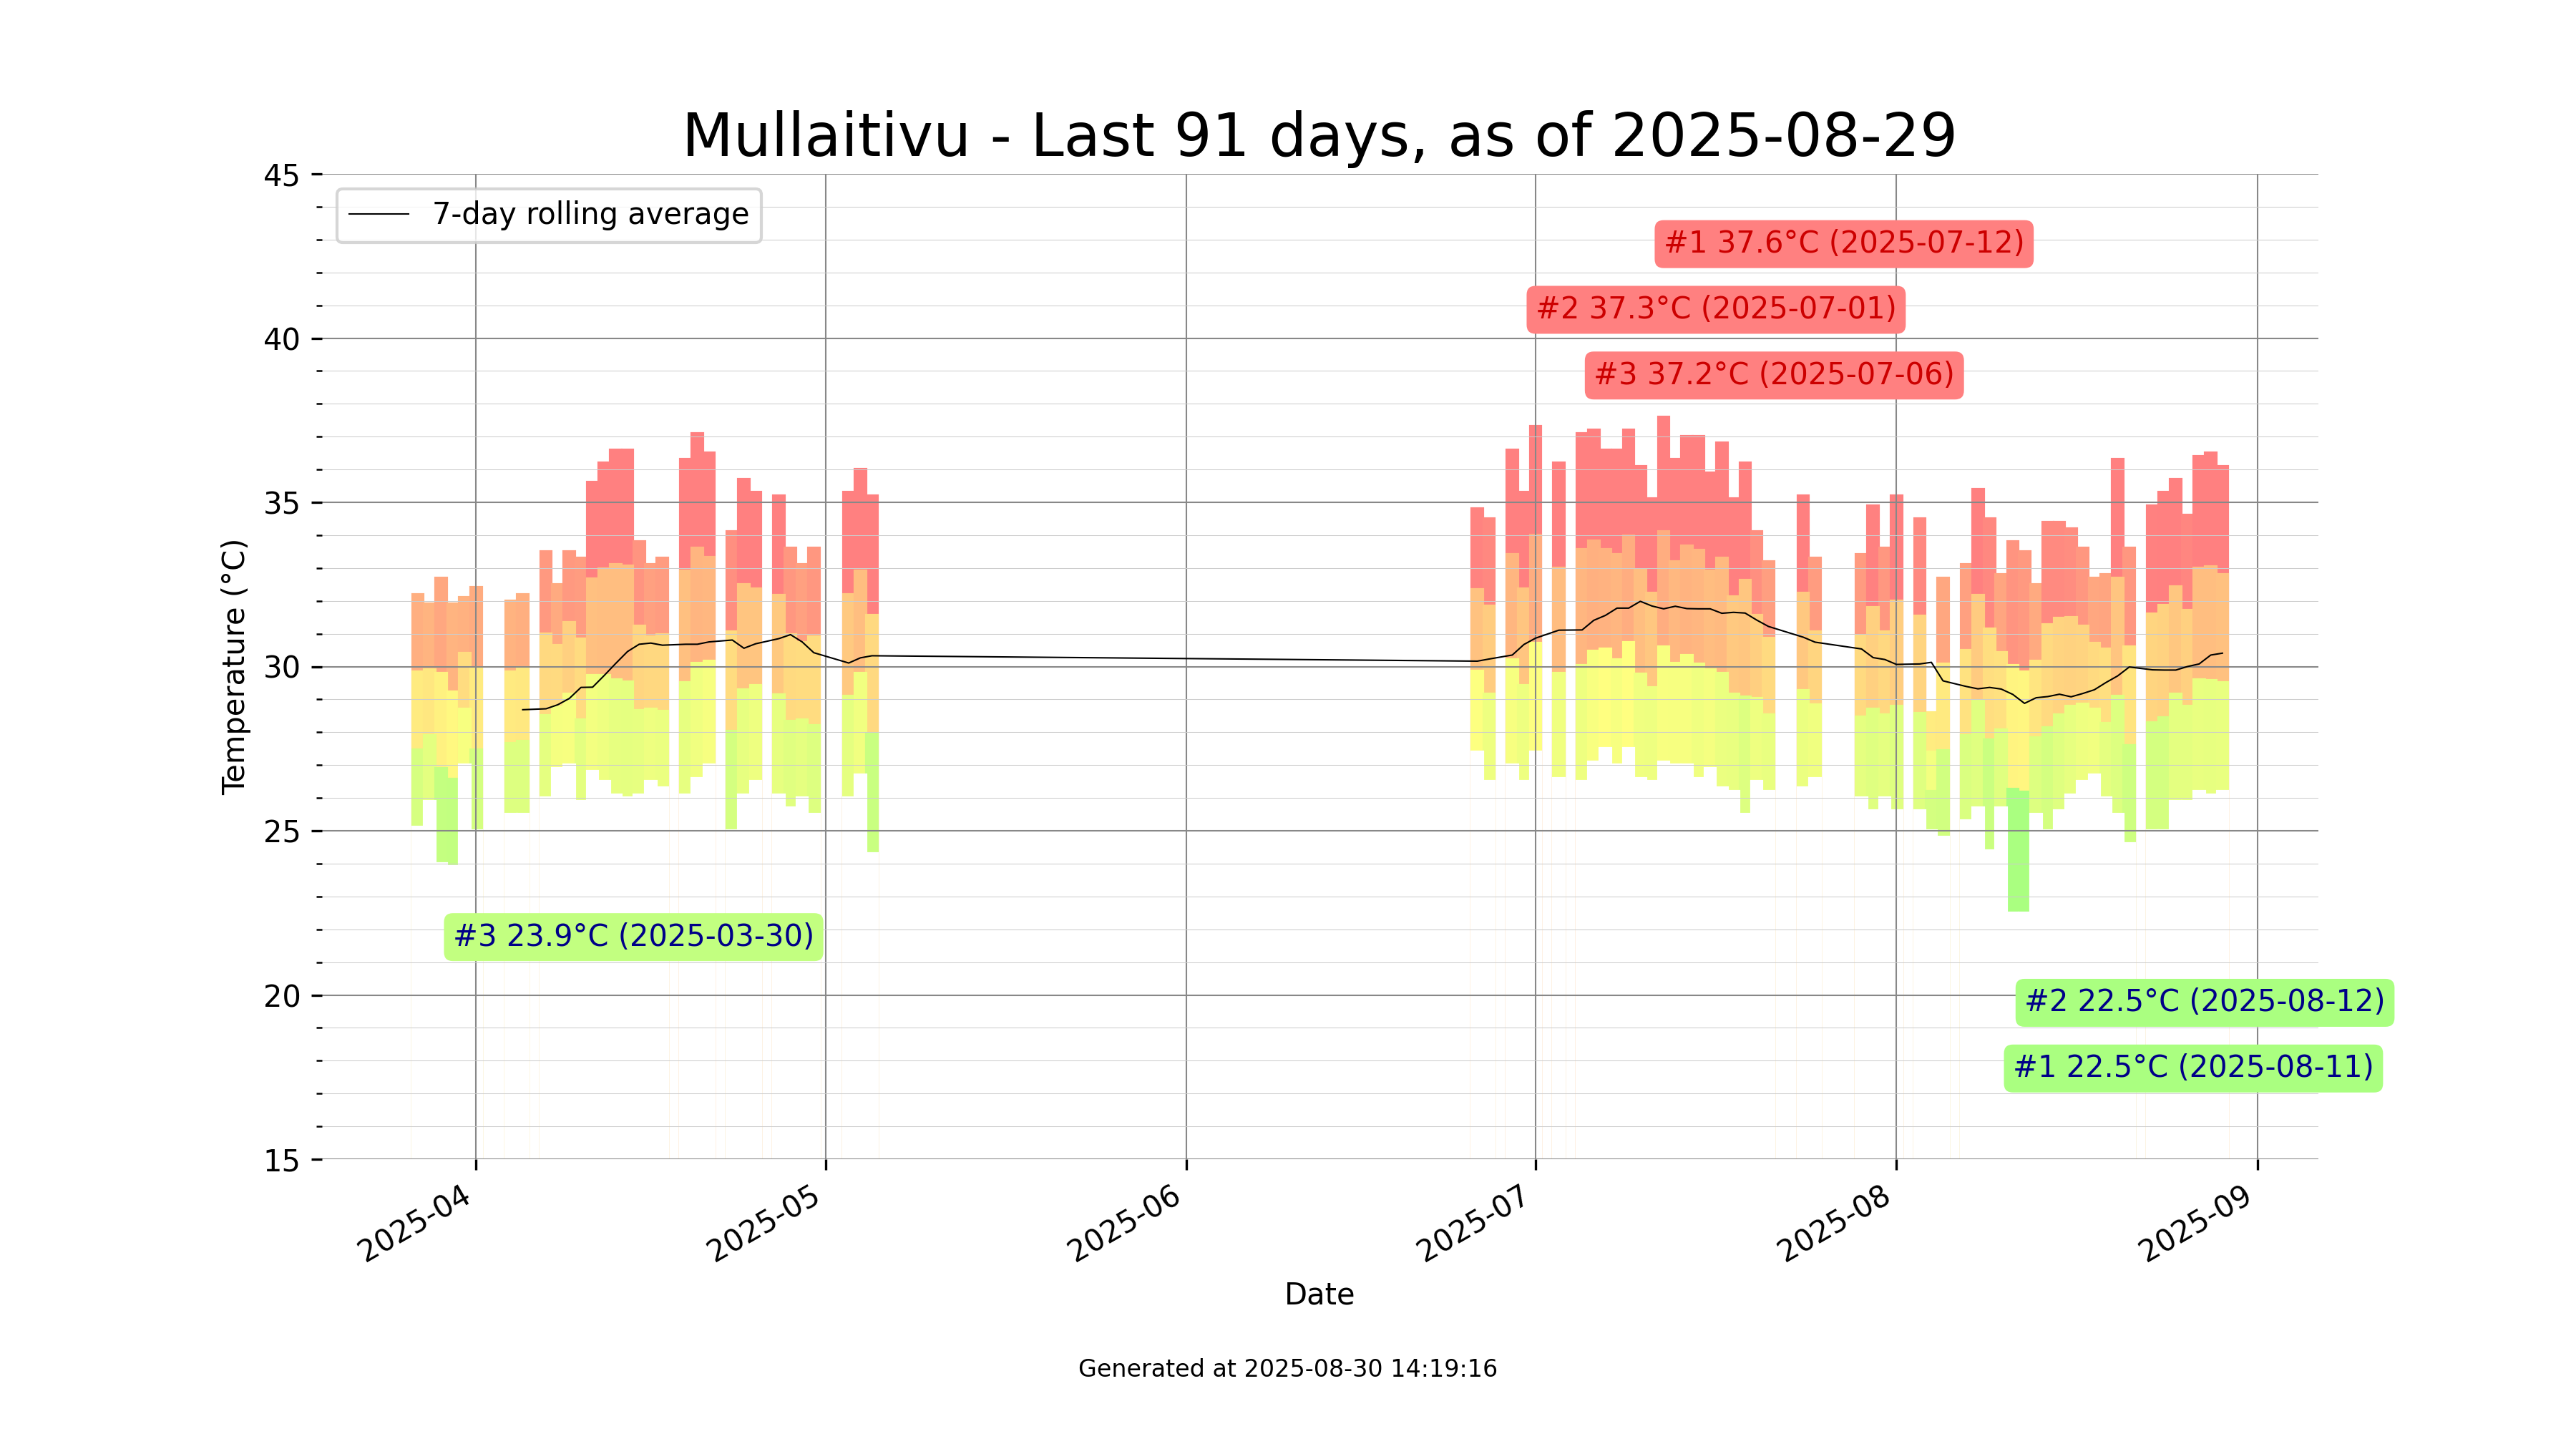 Mullaitivu - Last 91 days, as of 2025-08-29
45
7-day rolling average
#1 37.6°C (2025-07-12)
#2 37.3°C (2025-07-01)
40
#3 37.2°C (2025-07-06)
35
Temperature (°C)
30
25
#3 23.9°C (2025-03-30)
20
#2 22.5°C (2025-08-12)
#1 22.5°C (2025-08-11)
15
2025-04
2025-05
2025-06
2025-07
2025-08
2025-09
Date
Generated at 2025-08-30 14:19:16